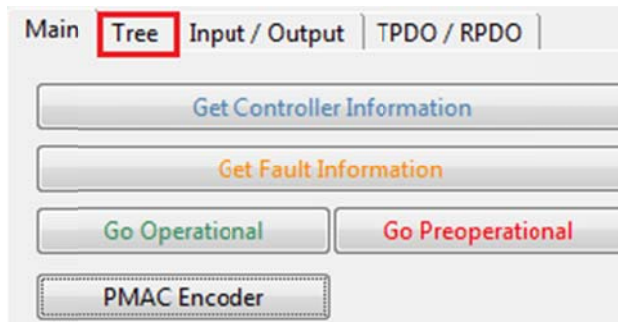 Main Tree Input / Output TPDO / RPDO
Get Controller Information
Get Fault Information
Go Operational Go Preoperational
PMAC Encoder